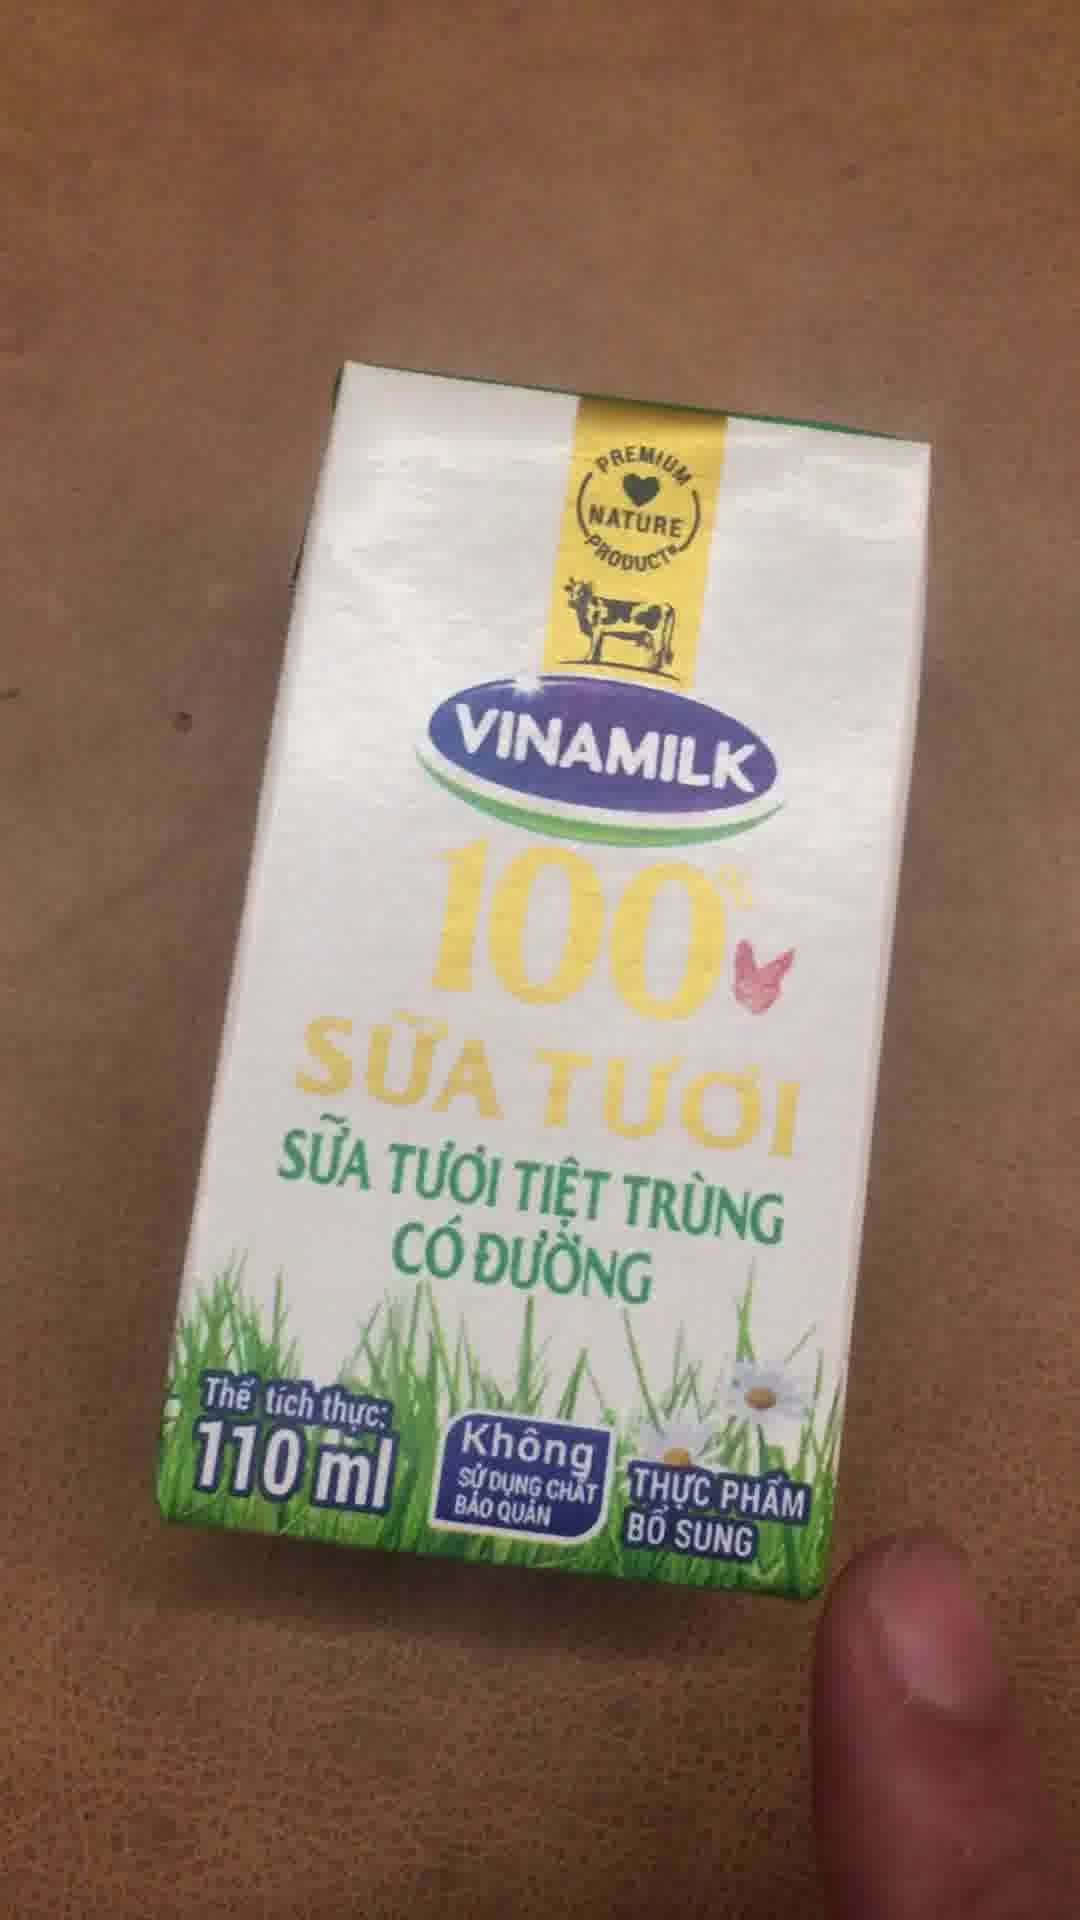 PREMIUM
NATURE
PRODUCT®
VINAMILK
100%
SỮA TƯƠI
SỮA TƯƠI TIỆT TRÙNG
CÓ ĐƯỜNG
Thể tích thực:
110 ml
Không
SỬ DỤNG CHẤT
BẢO QUẢN
THỰC PHẨM
BỔ SUNG